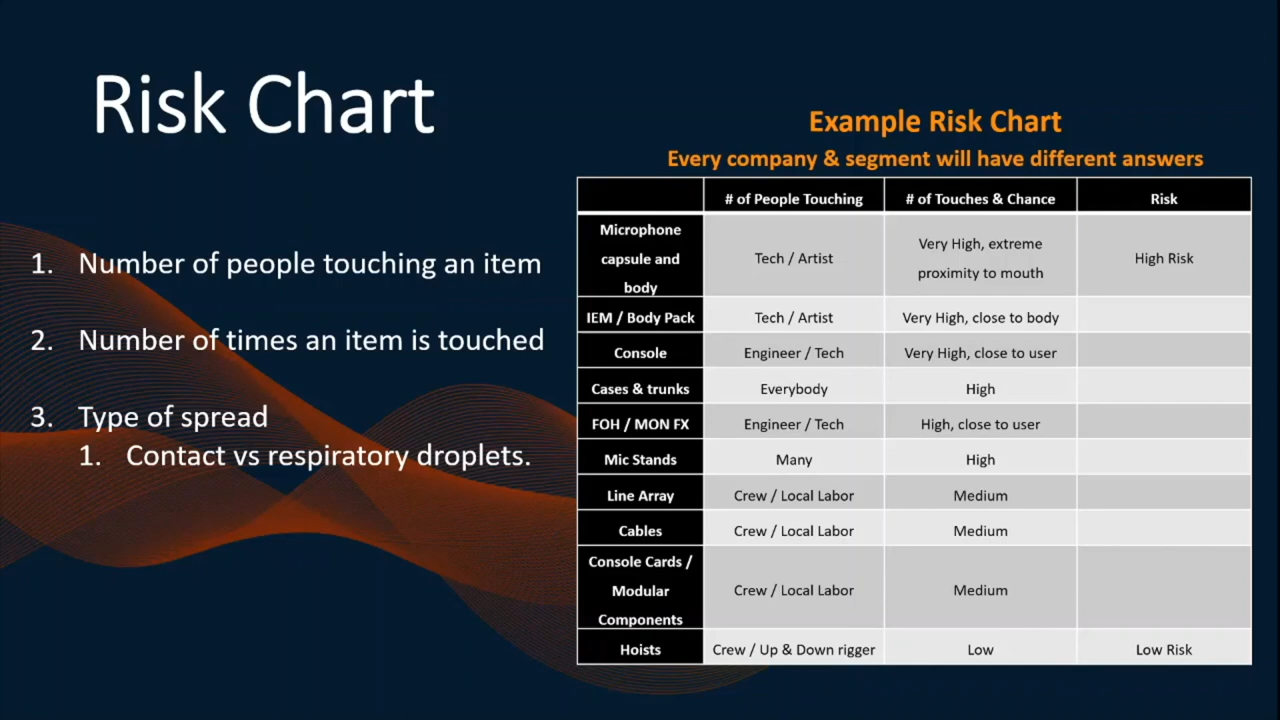 Risk Chart
1. Number of people touching an item
2. Number of times an item is touched
3. Type of spread
1. Contact vs respiratory droplets.
Example Risk Chart
Every company & segment will have different answers
# of People Touching # of Touches & Chance Risk
Microphone
capsule and
body
Tech / Artist
Very High, extreme
proximity to mouth
High Risk
IEM / Body Pack Tech / Artist Very High, close to body
Console Engineer / Tech Very High, close to user
Cases & trunks Everybody High
FOH / MON FX Engineer / Tech High, close to user
Mic Stands Many High
Line Array Crew / Local Labor Medium
Cables Crew / Local Labor Medium
Console Cards /
Modular
Components
Crew / Local Labor Medium
Hoists Crew / Up & Down rigger Low Low Risk